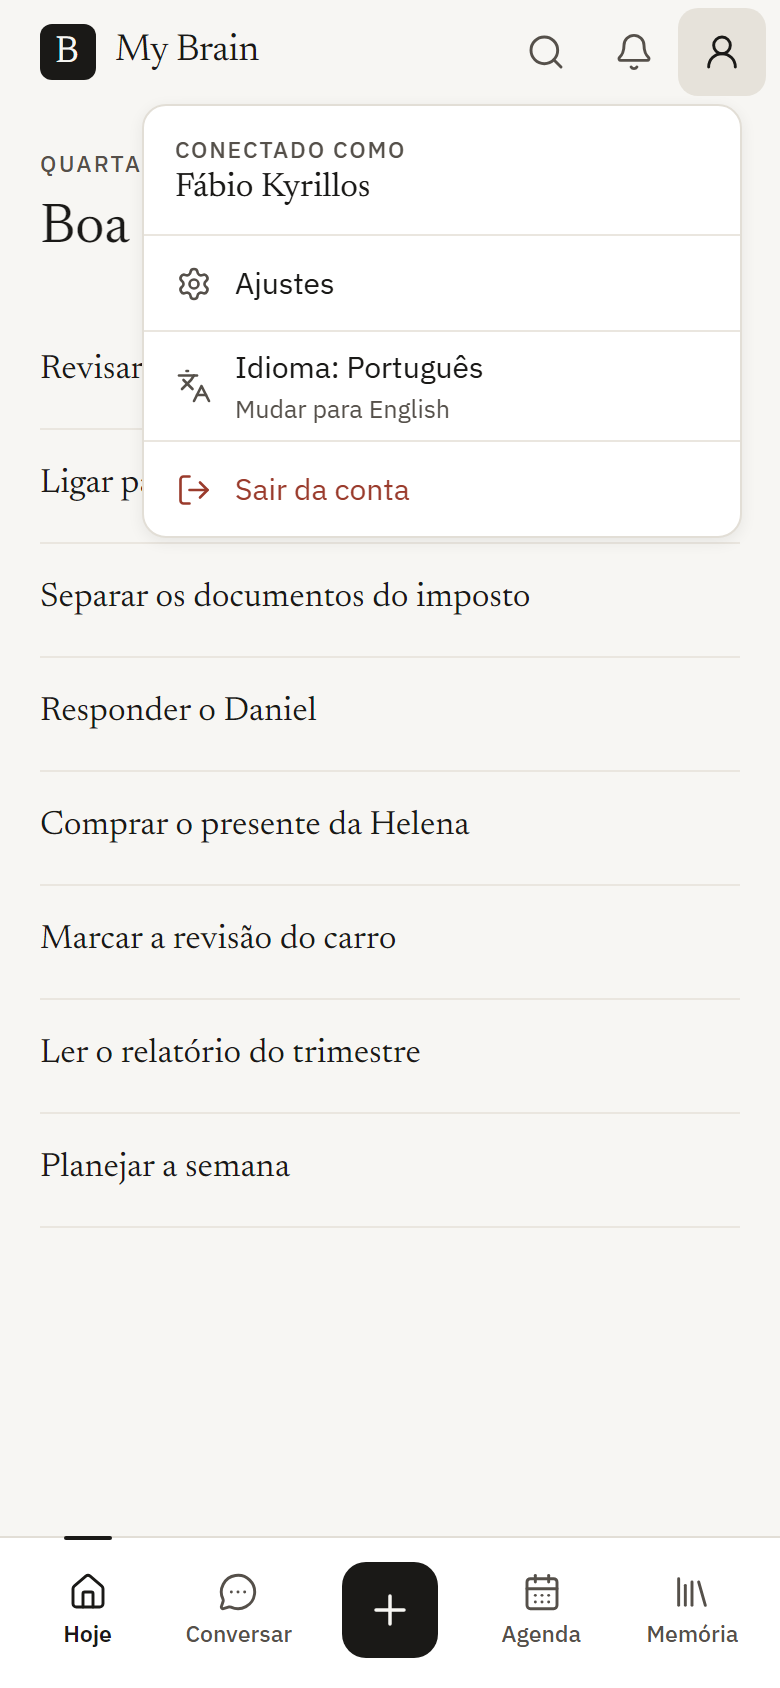 B My Brain
CONECTADO COMO
Fábio Kyrillos
QUARTA
Boa
Ajustes
Revisar
Idioma: Português
Mudar para English
Ligar
Sair da conta
Separar os documentos do imposto
Responder o Daniel
Comprar o presente da Helena
Marcar a revisão do carro
Ler o relatório do trimestre
Planejar a semana
Hoje
Conversar
Agenda
Memória